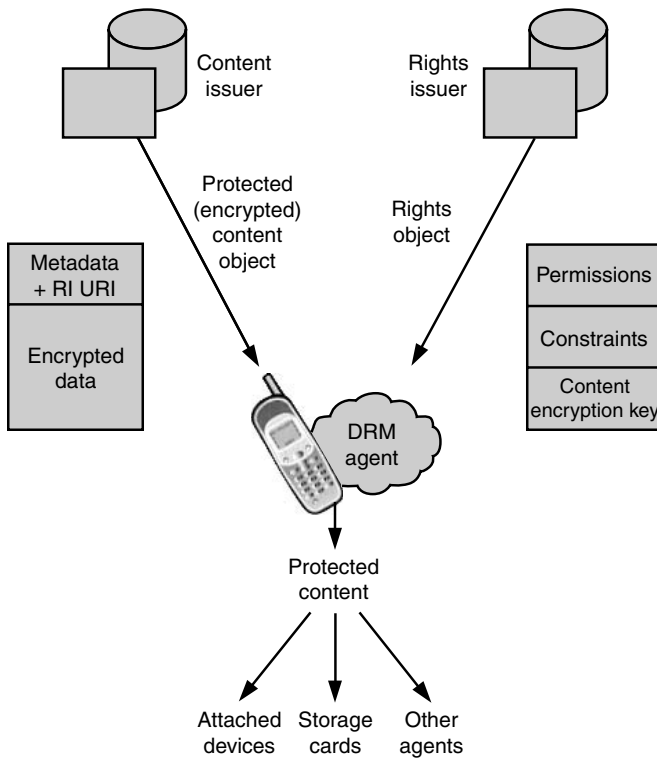 Content
issuer
Rights
issuer
Protected
(encrypted)
content
object
Rights
object
Metadata
+ RI URI
Encrypted
data
Permissions
Constraints
Content
encryption key
DRM
agent
Protected
content
Attached
devices
Storage
cards
Other
agents